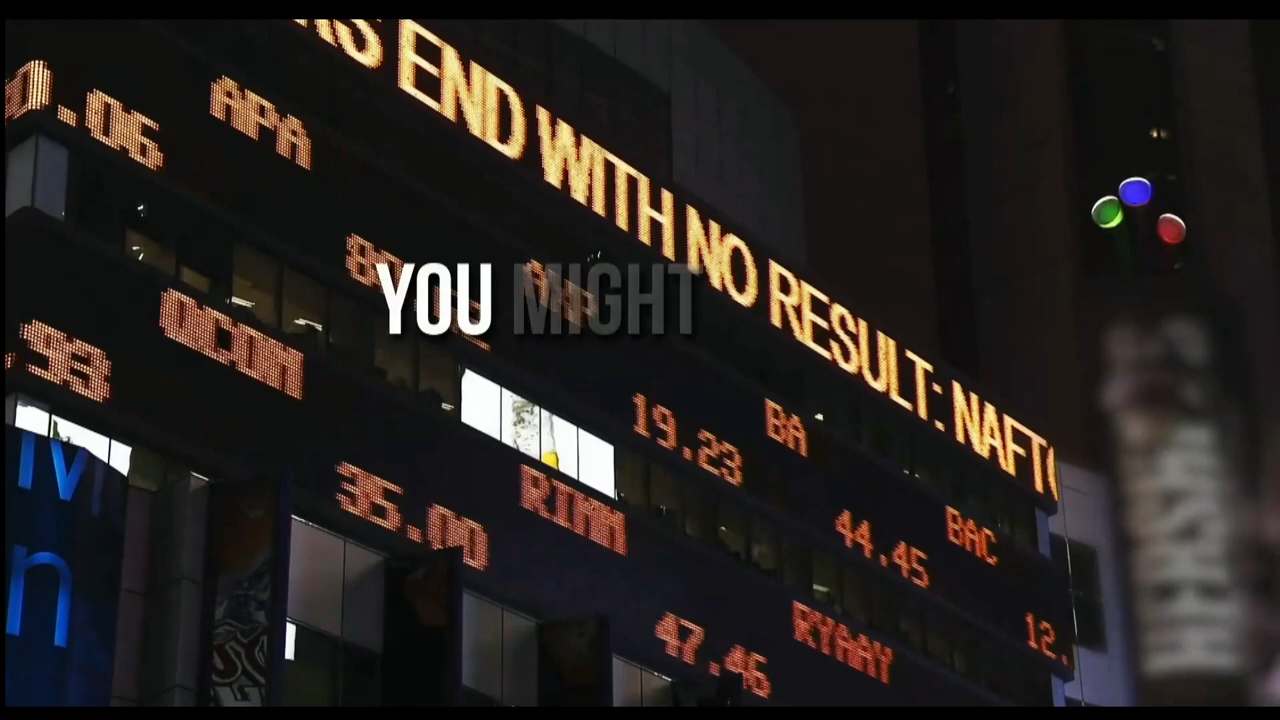 END WITH NO RESULT: NAFT
0.06 APA
YOU MIGHT
.93 QCOM
19.23 BA
35.00 RIMM
44.45 BAC
47.46 RYAAY
12.